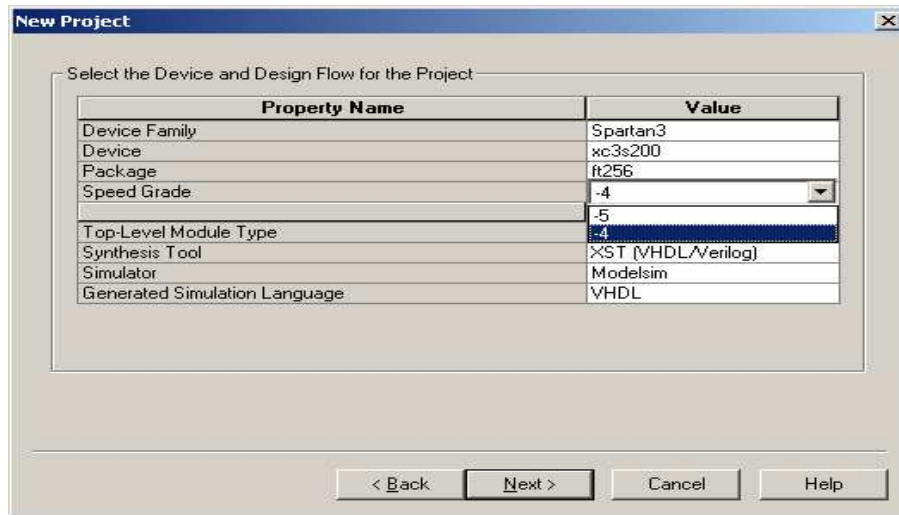 New Project
Select the Device and Design Flow for the Project
Property Name Value
Device Family Spartan3
Device xc3s200
Package ft256
Speed Grade -4
-5
Top-Level Module Type -4
Synthesis Tool XST (VHDL/Verilog)
Simulator Modelsim
Generated Simulation Language VHDL
< Back Next > Cancel Help